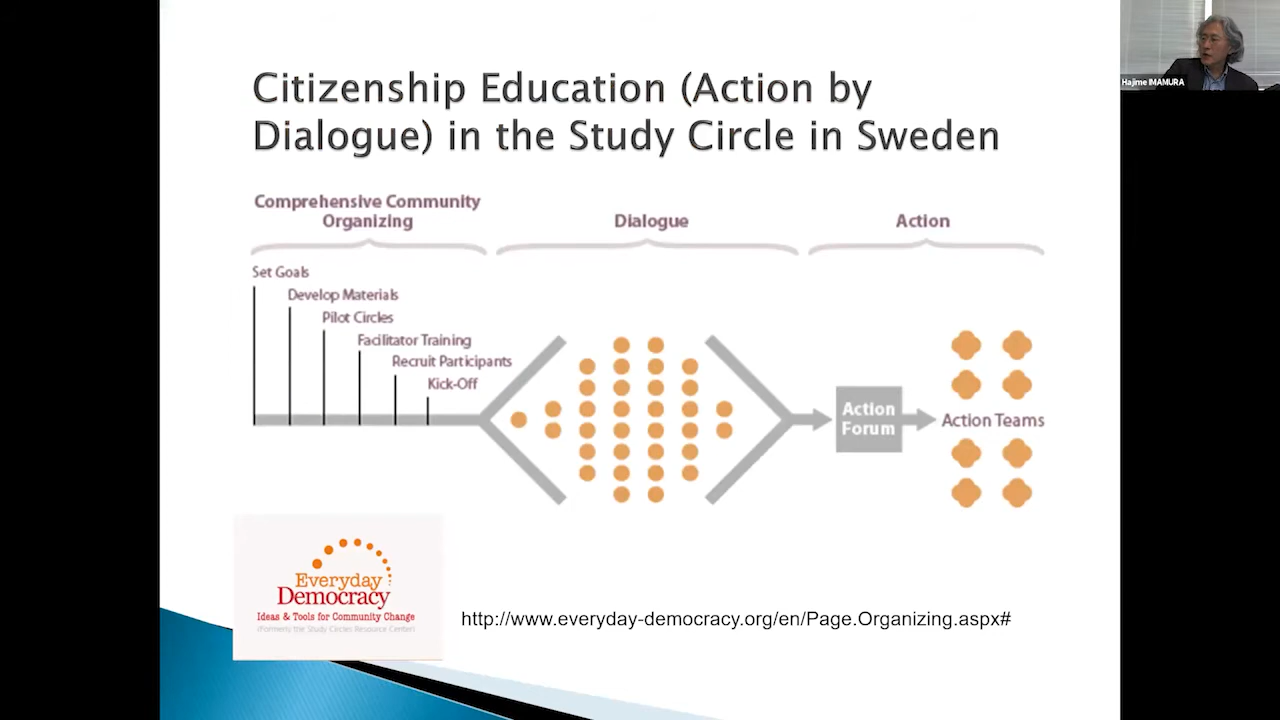 Citizenship Education (Action by
Dialogue) in the Study Circle in Sweden
Hajime IMAMURA
Comprehensive Community
Organizing
Dialogue
Action
Set Goals
Develop Materials
Pilot Circles
Facilitator Training
Recruit Participants
Kick-Off
Action
Forum
Action Teams
Everyday
Democracy
Ideas & Tools for Community Change
(Formerly the Study Circles Resource Center)
http://www.everyday-democracy.org/en/Page.Organizing.aspx#